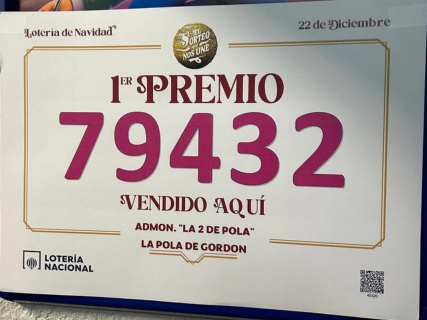 Lotería de Navidad
22 de Diciembre
EL
SORTEO
NOS UNE
1ER PREMIO
79432
VENDIDO AQUÍ
ADMON. "LA 2 DE POLA"
LA POLA DE GORDON
LOTERÍA
NACIONAL